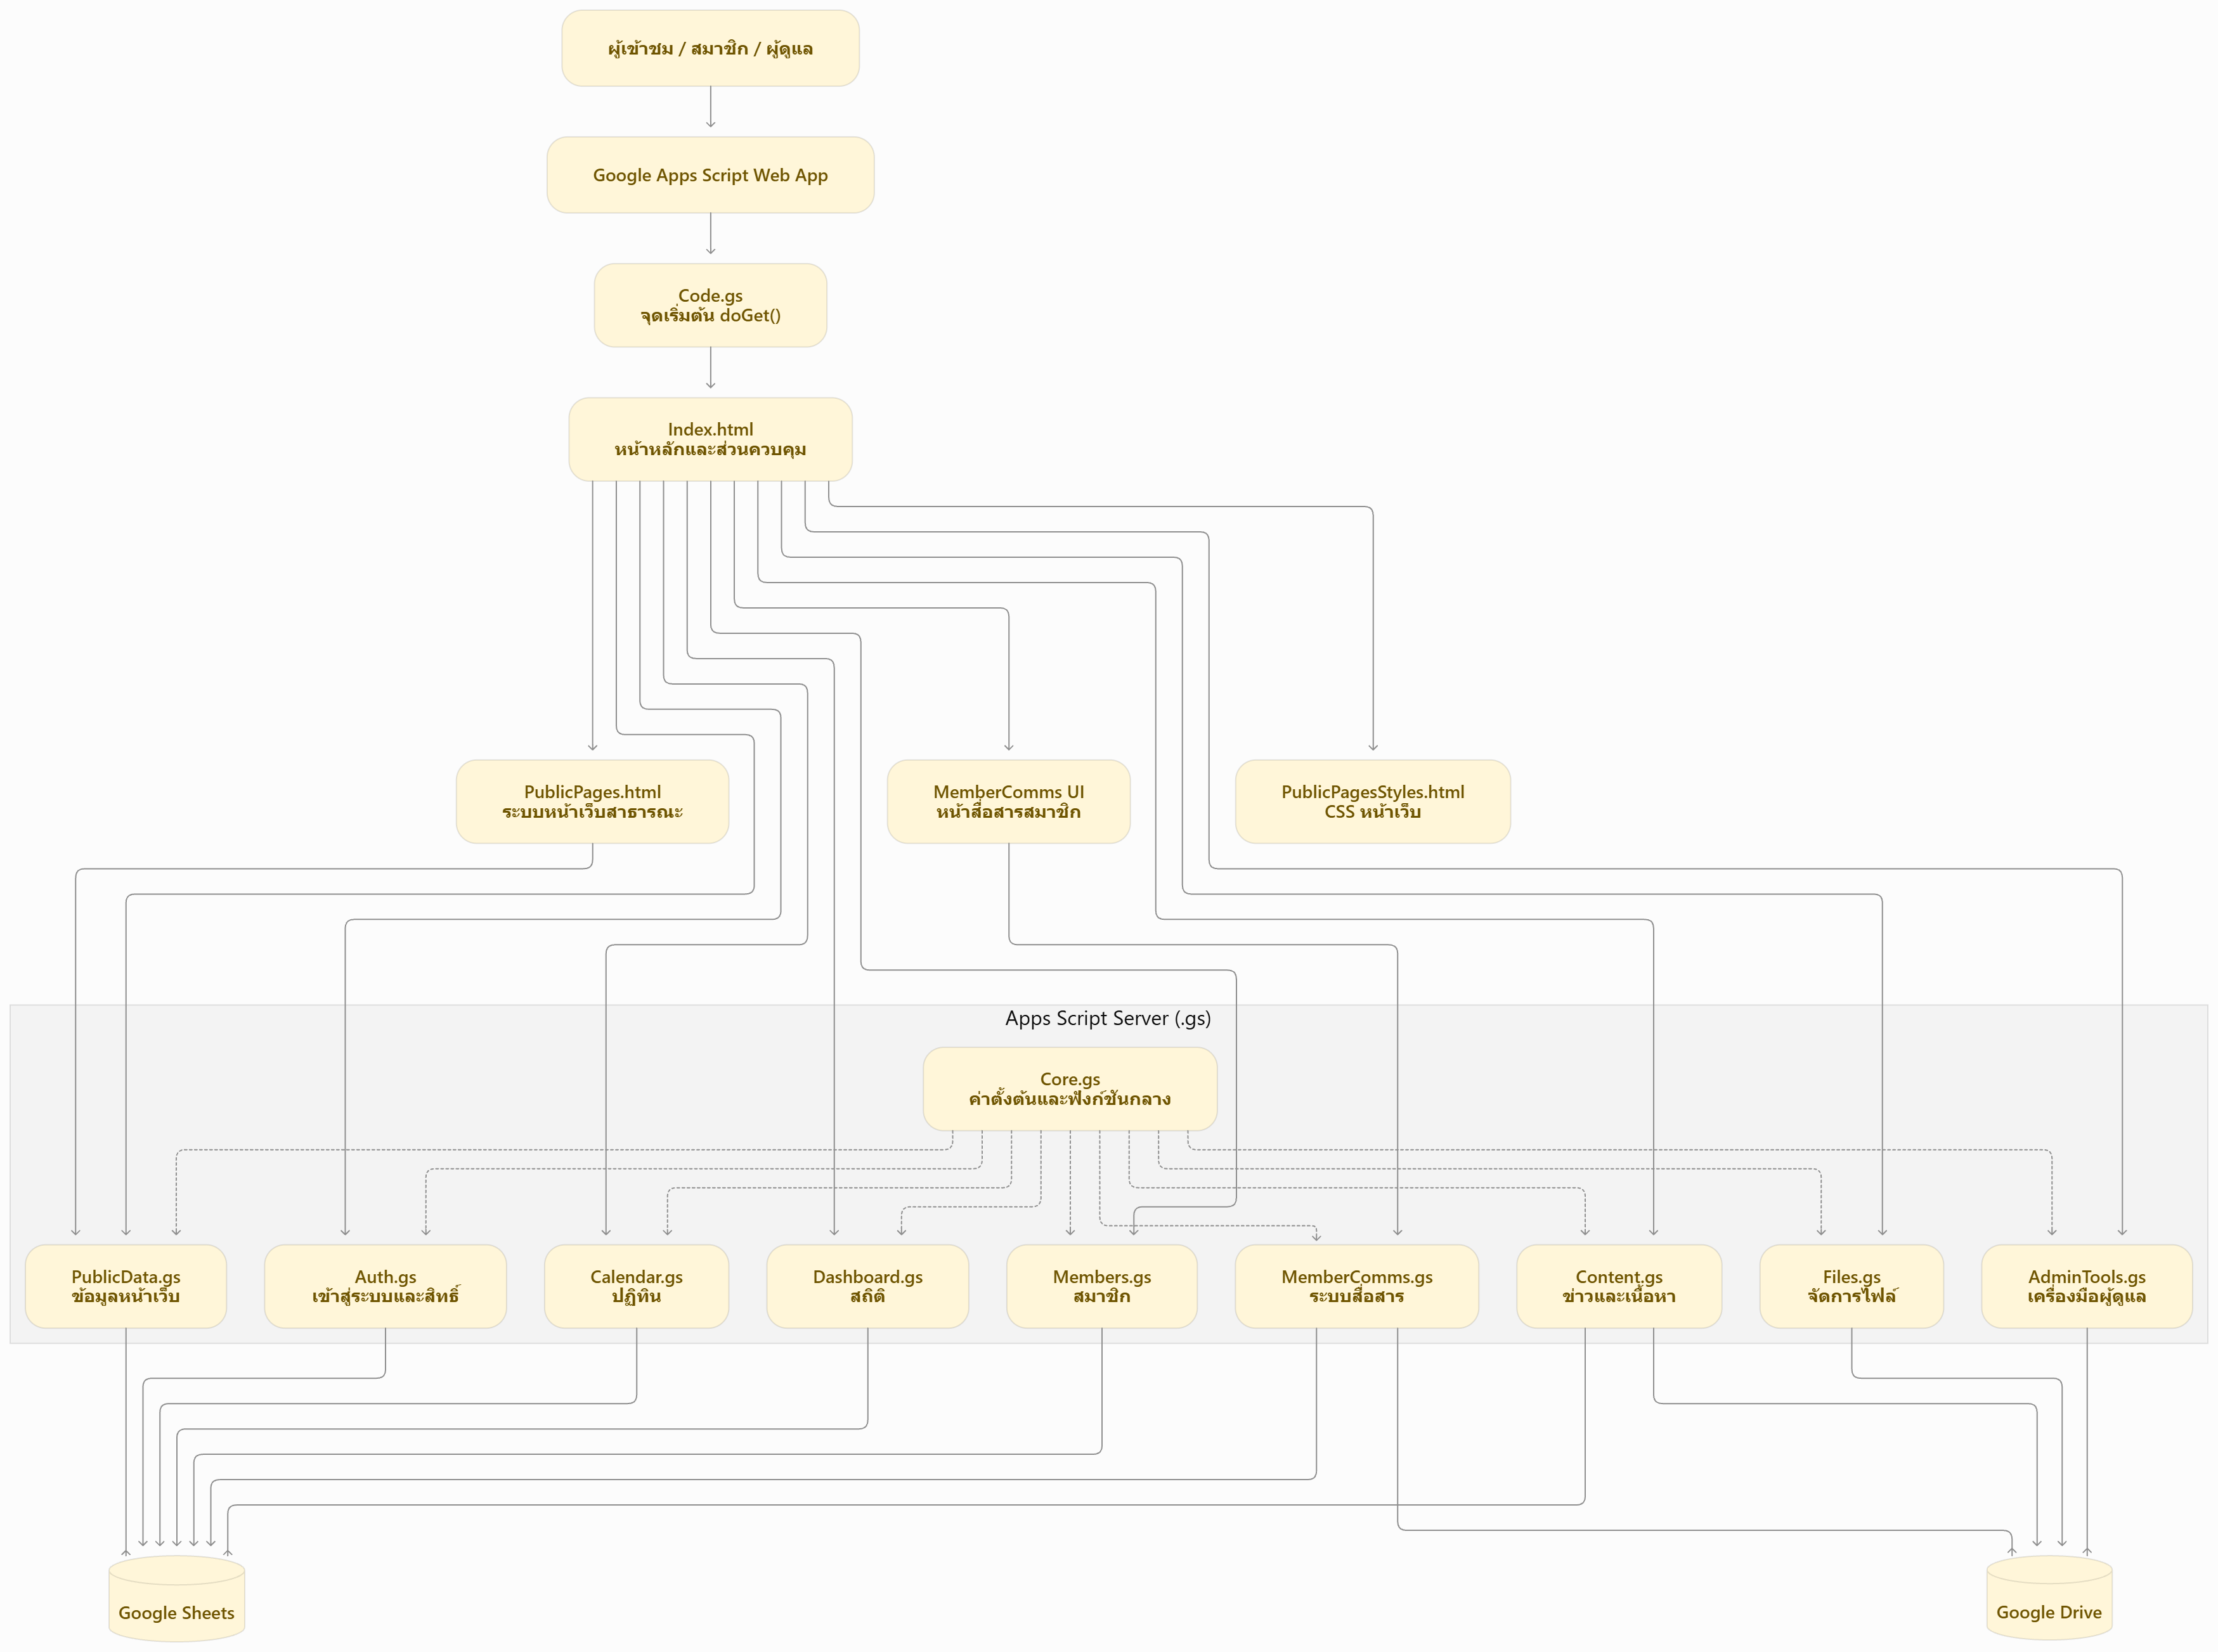 ผู้เข้าชม / สมาชิก / ผู้ดูแล
Google Apps Script Web App
Code.gs
จุดเริ่มต้น doGet()
Index.html
หน้าหลักและส่วนควบคุม
PublicPages.html
ระบบหน้าเว็บสาธารณะ
MemberComms UI
หน้าสื่อสารสมาชิก
PublicPagesStyles.html
CSS หน้าเว็บ
Apps Script Server (.gs)
Core.gs
ค่าตั้งต้นและฟังก์ชันกลาง
PublicData.gs
ข้อมูลหน้าเว็บ
Auth.gs
เข้าสู่ระบบและสิทธิ์
Calendar.gs
ปฏิทิน
Dashboard.gs
สถิติ
Members.gs
สมาชิก
MemberComms.gs
ระบบสื่อสาร
Content.gs
ข่าวและเนื้อหา
Files.gs
จัดการไฟล์
AdminTools.gs
เครื่องมือผู้ดูแล
Google Sheets
Google Drive